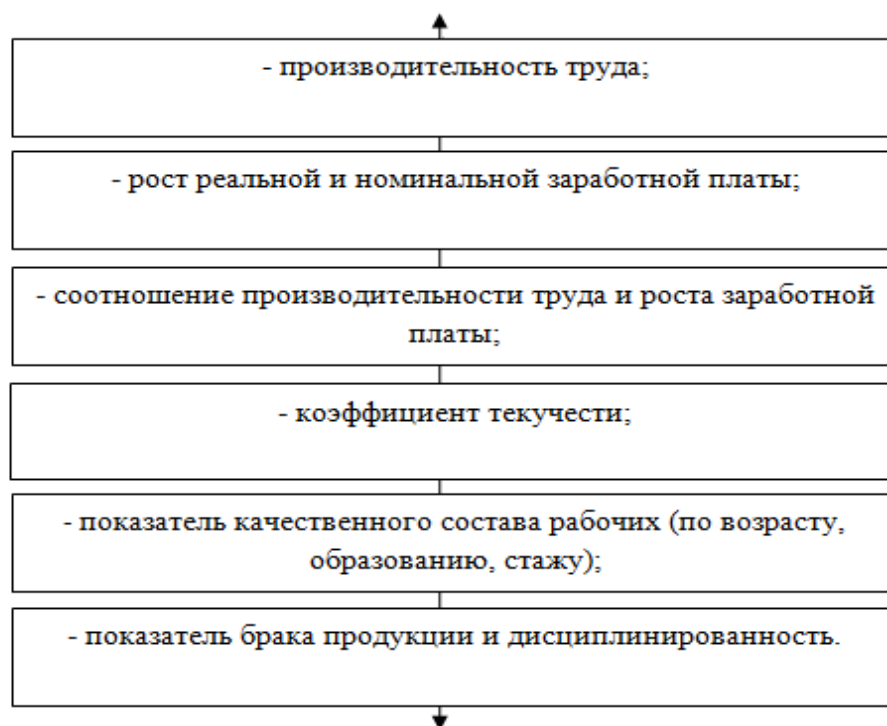 - производительность труда;
- рост реальной и номинальной заработной платы;
- соотношение производительности труда и роста заработной
платы;
- коэффициент текучести;
- показатель качественного состава рабочих (по возрасту,
образованию, стажу);
- показатель брака продукции и дисциплинированность.